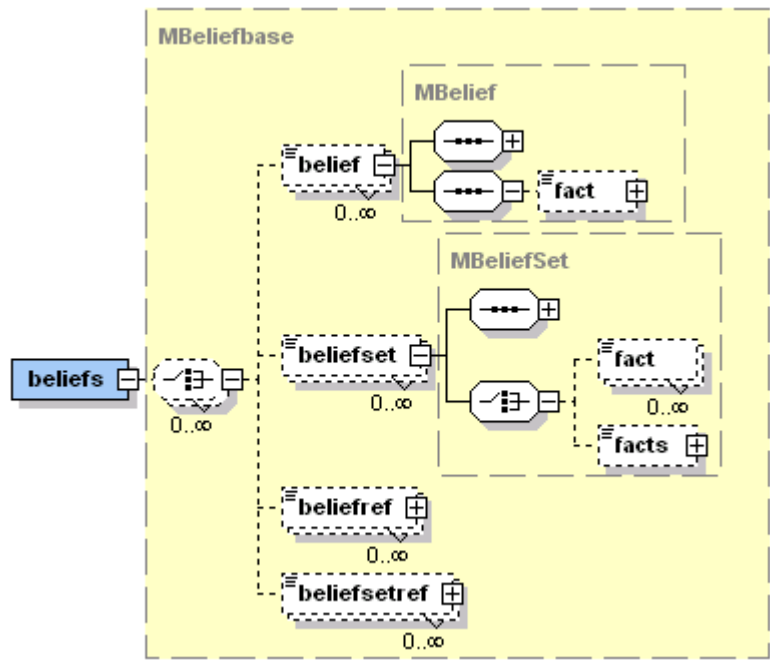 MBeliefbase
MBelief
belief
0..∞
fact
MBeliefSet
beliefset
0..∞
fact
0..∞
facts
beliefs
0..∞
beliefref
0..∞
beliefsetref
0..∞